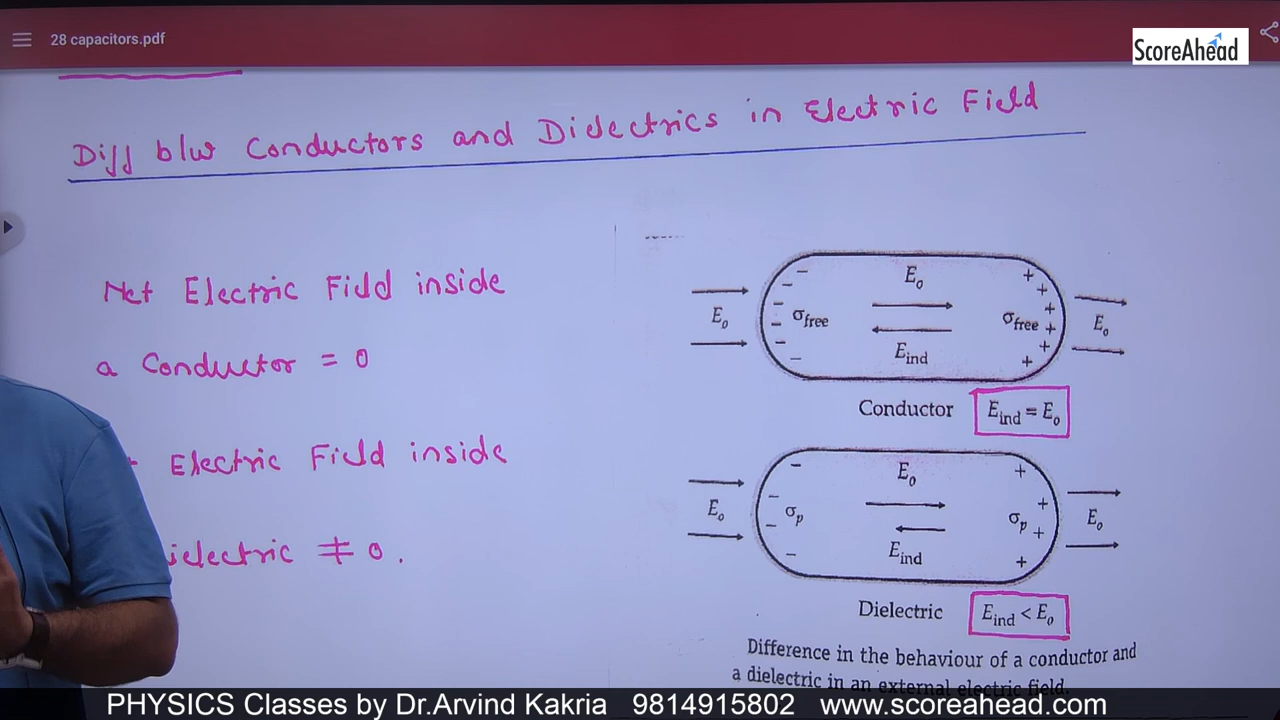 28 capacitors.pdf
ScoreAhead
Diff b/w Conductors and Dielectrics in Electric Field
Net Electric Field inside
a Conductor = 0
Electric Field inside
≠ 0.
E₀
E₀
σfree
Eind
σfree
E₀
Conductor
Eind = E₀
E₀
E₀
σp
Eind
σp
E₀
Dielectric
Eind < E₀
Difference in the behaviour of a conductor and
a dielectric in an external electric field.
PHYSICS Classes by Dr.Arvind Kakria 9814915802 www.scoreahead.com